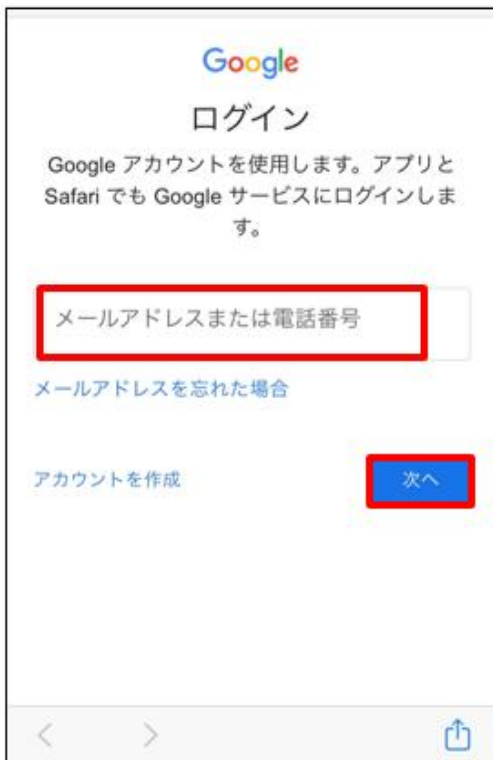 Google
ログイン
Google アカウントを使用します。アプリと
Safari でも Google サービスにログインしま
す。
メールアドレスまたは電話番号
メールアドレスを忘れた場合
アカウントを作成
次へ